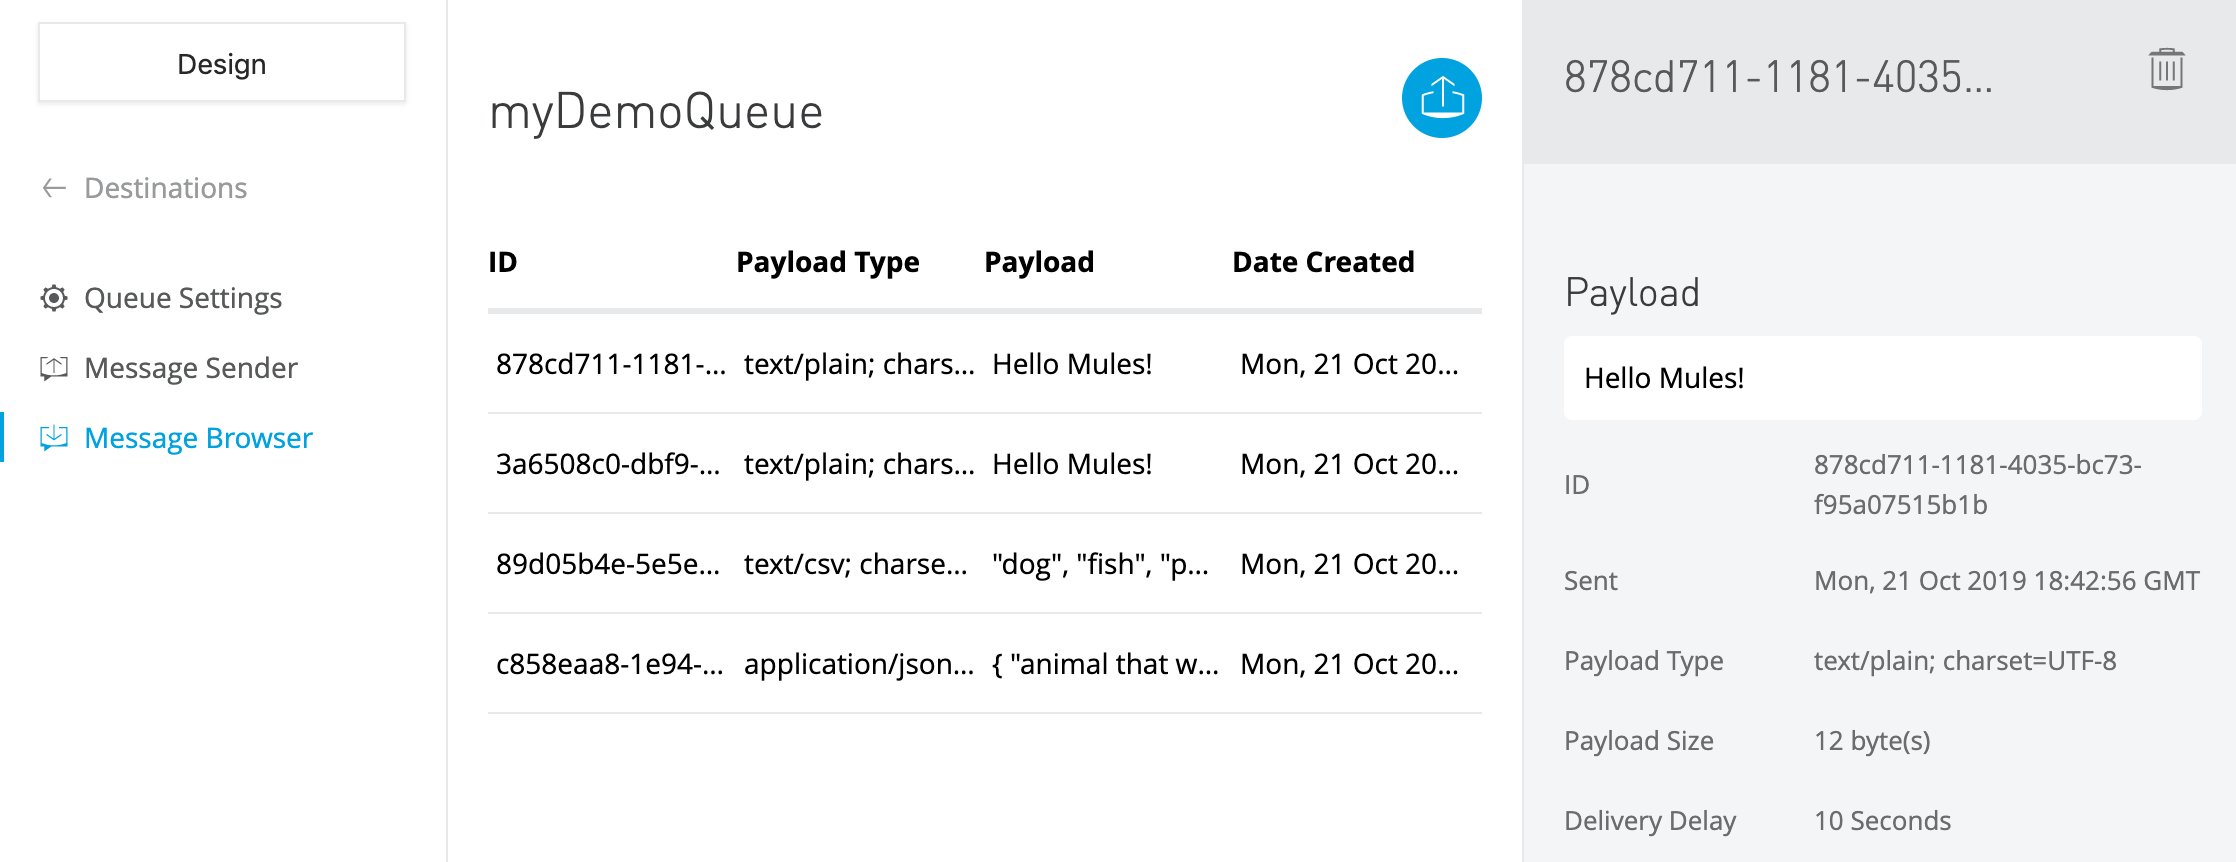 Design
Destinations
Queue Settings
Message Sender
Message Browser
myDemoQueue
ID Payload Type Payload Date Created
878cd711-1181-... text/plain; chars... Hello Mules! Mon, 21 Oct 20...
3a6508c0-dbf9-... text/plain; chars... Hello Mules! Mon, 21 Oct 20...
89d05b4e-5e5e... text/csv; charse... "dog", "fish", "p... Mon, 21 Oct 20...
c858eaa8-1e94-... application/json... { "animal that w... Mon, 21 Oct 20...
878cd711-1181-4035...
Payload
Hello Mules!
ID 878cd711-1181-4035-bc73-
f95a07515b1b
Sent Mon, 21 Oct 2019 18:42:56 GMT
Payload Type text/plain; charset=UTF-8
Payload Size 12 byte(s)
Delivery Delay 10 Seconds